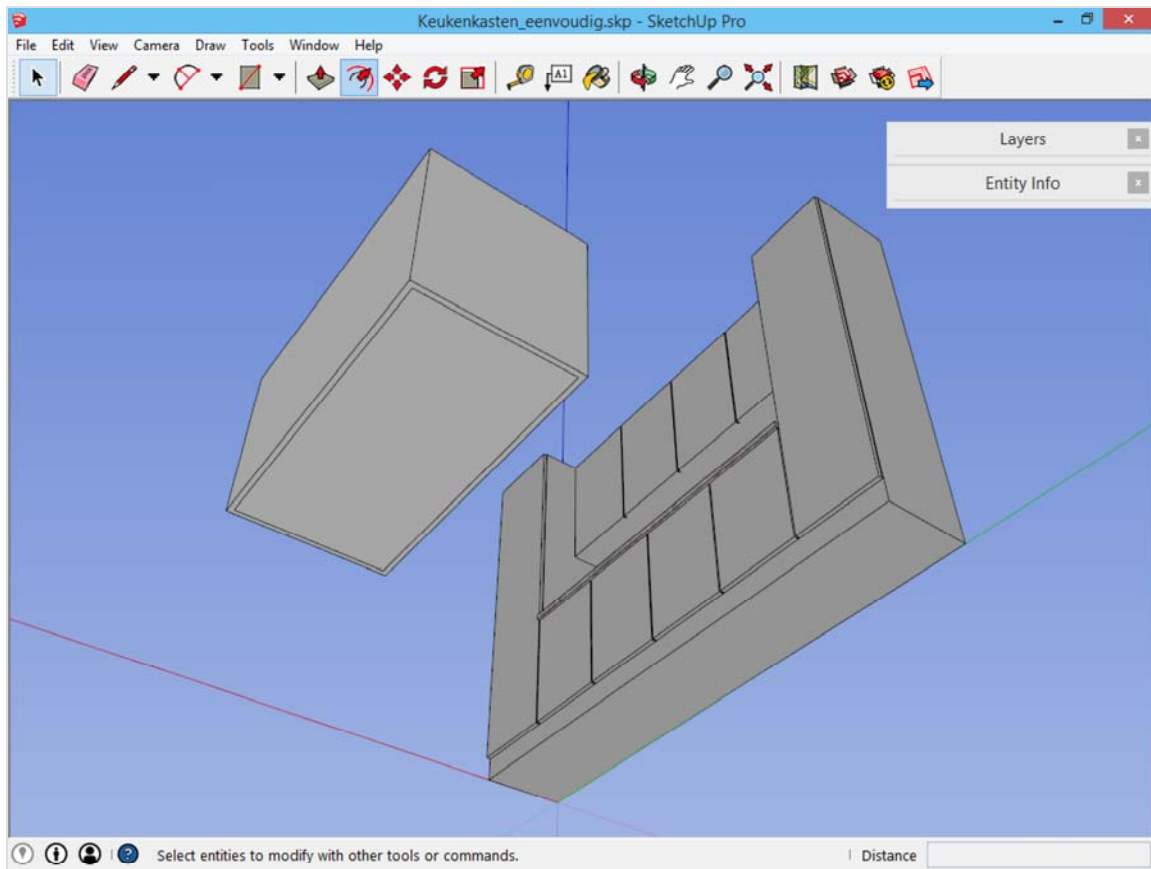 Keukenkasten_eenvoudig.skp - SketchUp Pro
File Edit View Camera Draw Tools Window Help
A1
Layers
Entity Info
Select entities to modify with other tools or commands.
Distance